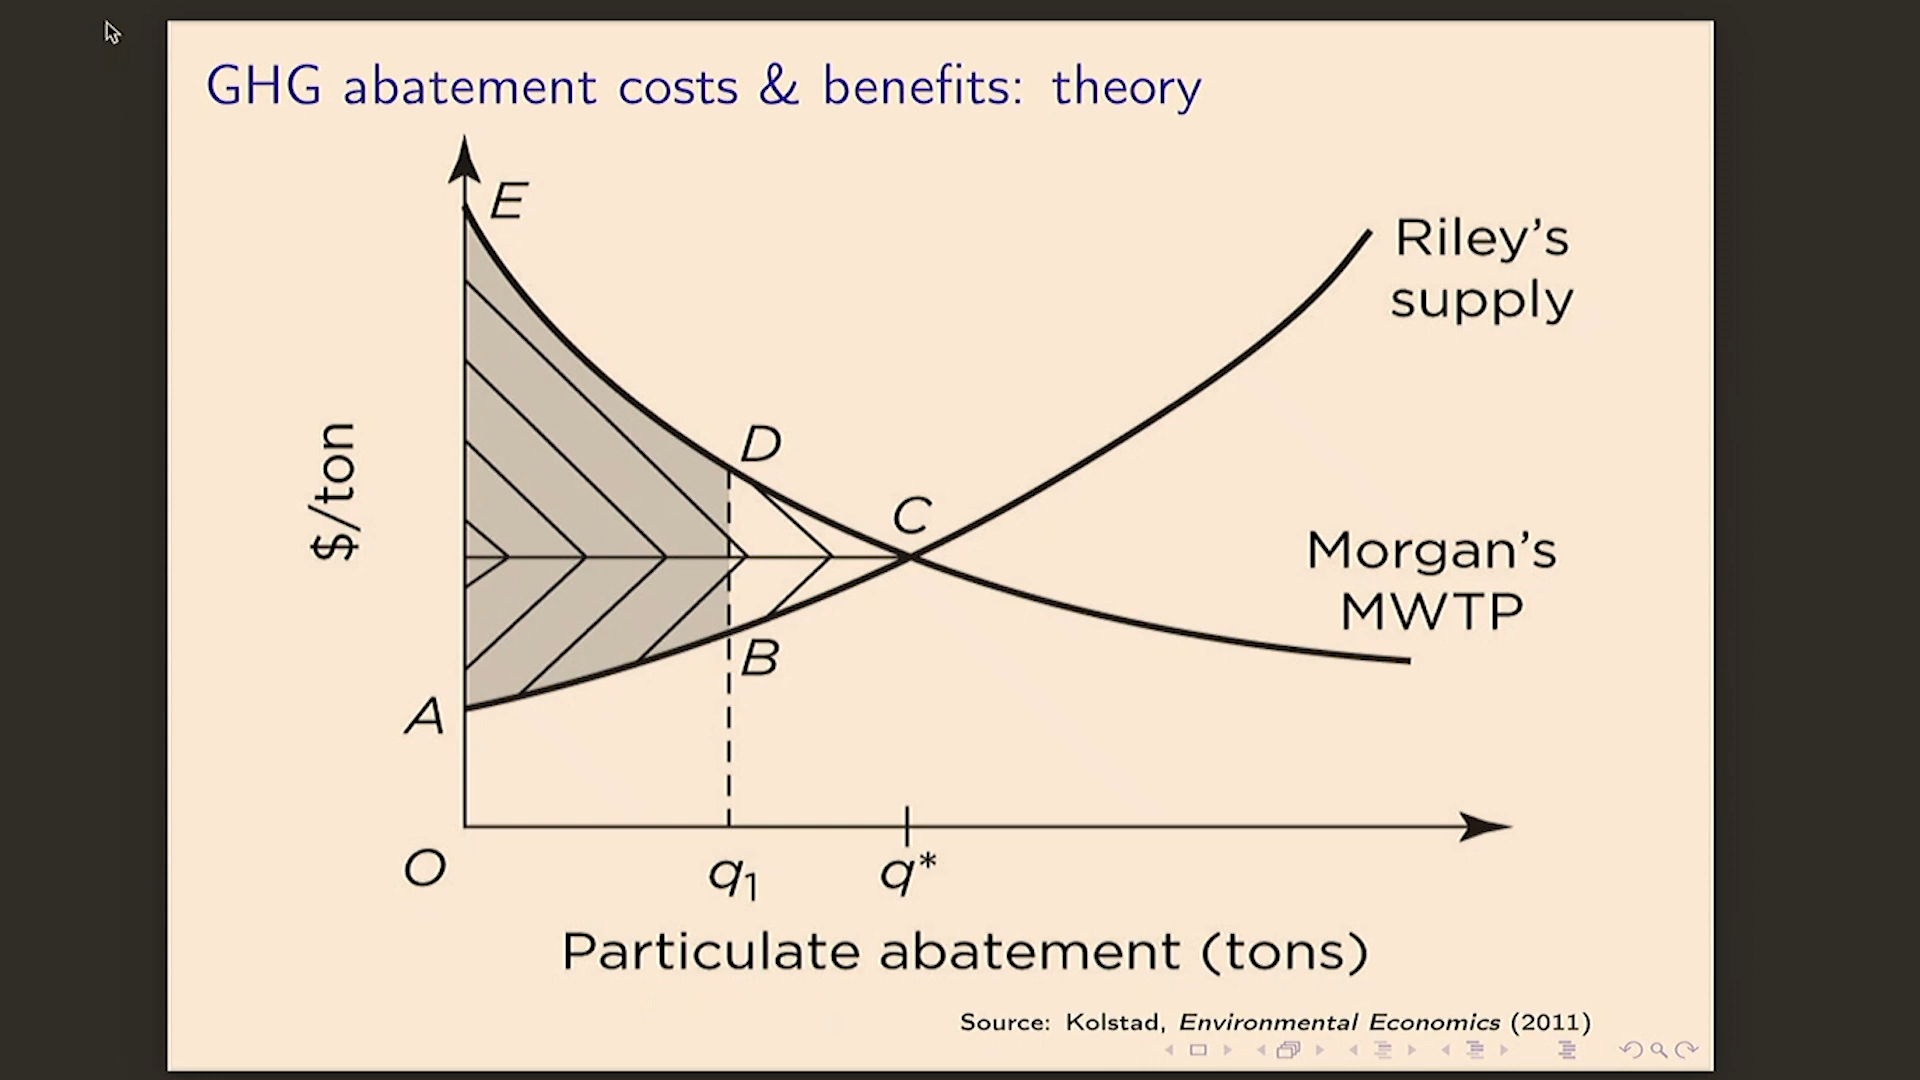 GHG abatement costs & benefits: theory
E
Riley's
supply
$/ton
D
C
Morgan's
MWTP
B
A
O
q1
q*
Particulate abatement (tons)
Source: Kolstad, Environmental Economics (2011)